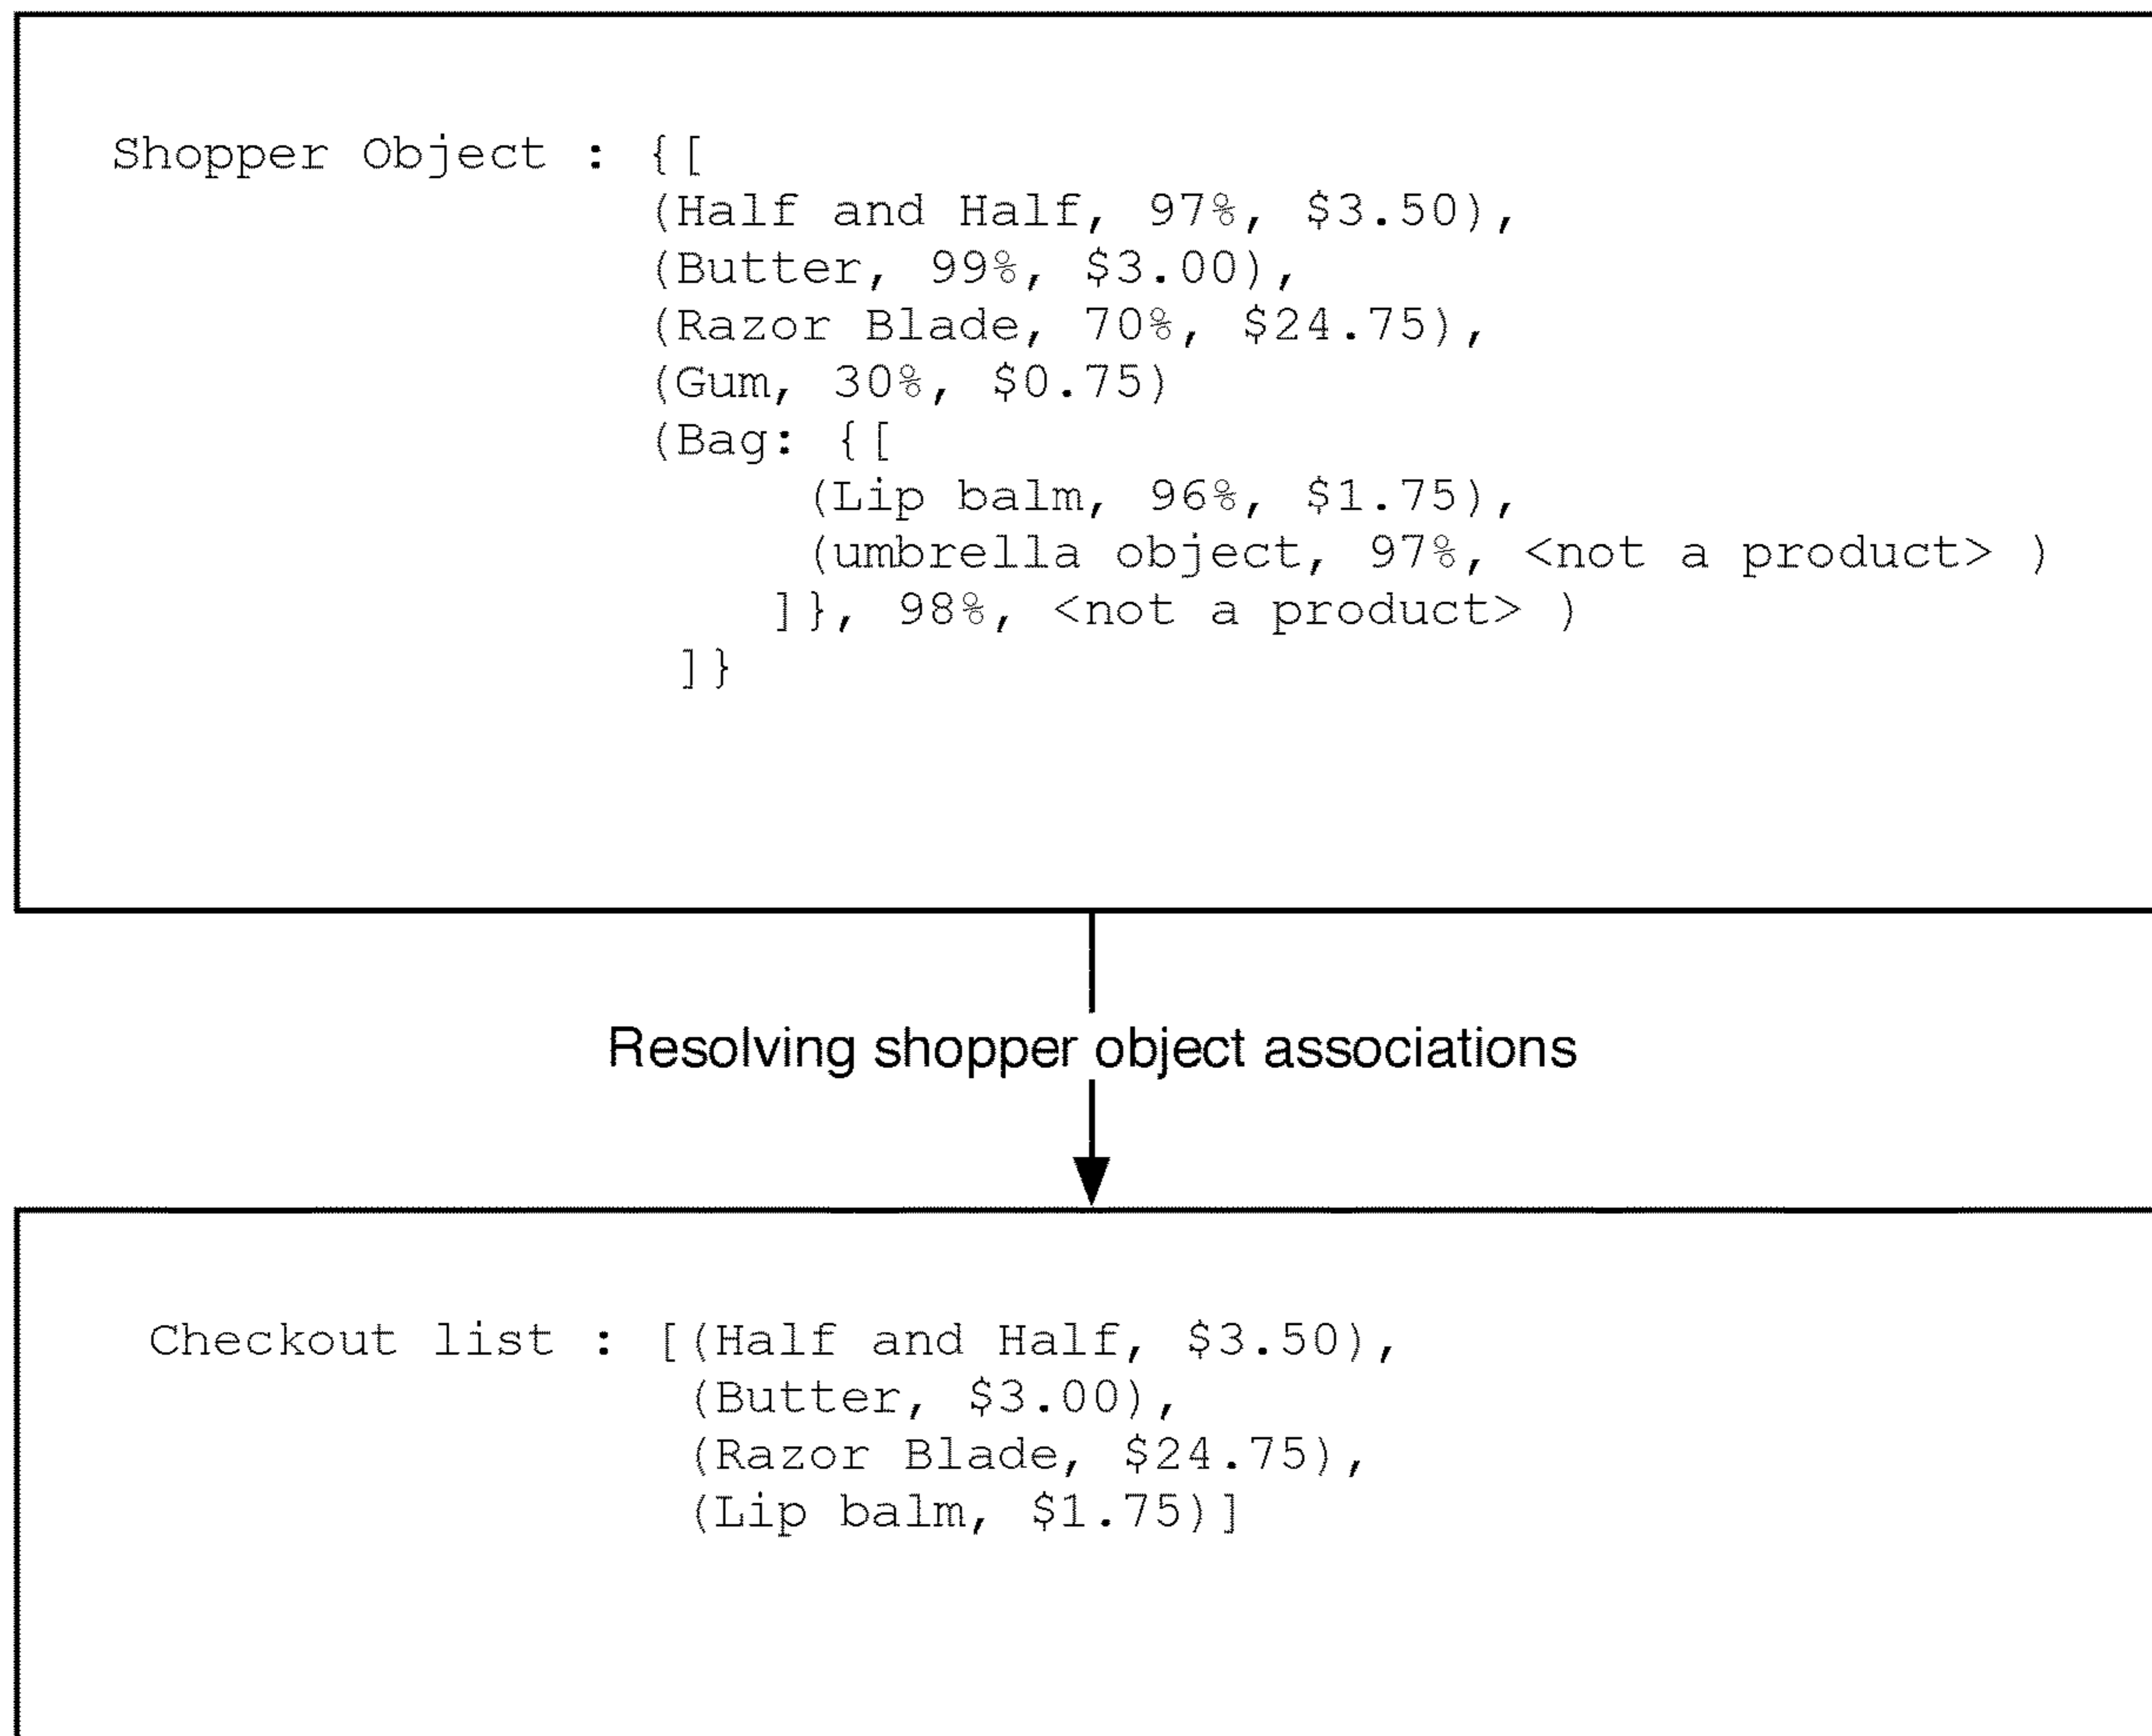 Shopper Object : {[
(Half and Half, 97%, $3.50),
(Butter, 99%, $3.00),
(Razor Blade, 70%, $24.75),
(Gum, 30%, $0.75)
(Bag: {[
(Lip balm, 96%, $1.75),
(umbrella object, 97%, <not a product> )
]}, 98%, <not a product> )
]}
Resolving shopper object associations
Checkout list : [(Half and Half, $3.50),
(Butter, $3.00),
(Razor Blade, $24.75),
(Lip balm, $1.75)]